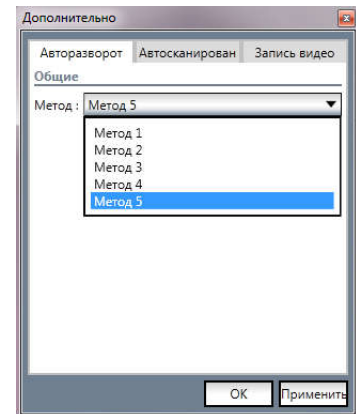 Дополнительно
Авторазворот Автосканирован Запись видео
Общие
Метод : Метод 5
Метод 1
Метод 2
Метод 3
Метод 4
Метод 5
OK Применить